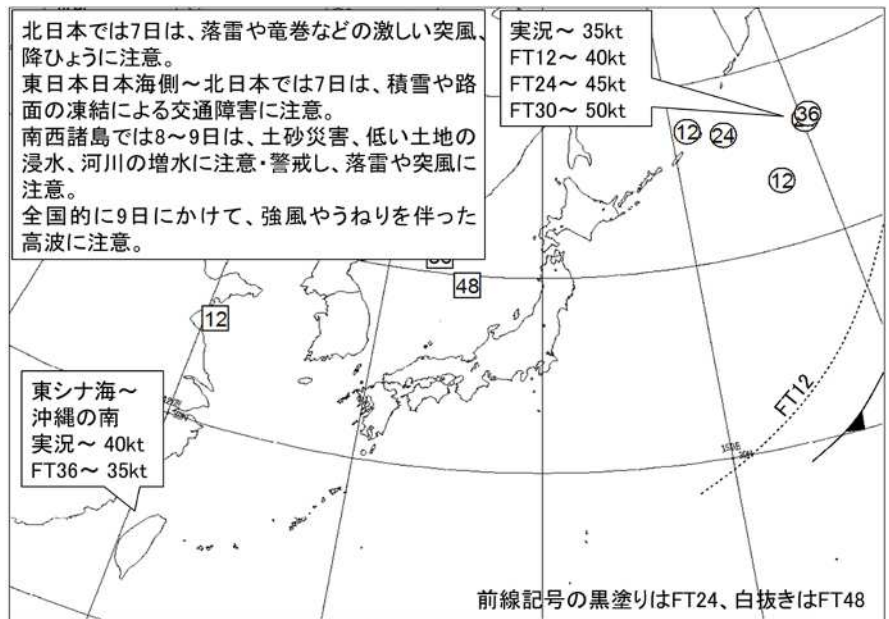 北日本では7日は、落雷や竜巻などの激しい突風、
降ひょうに注意。
東日本日本海側～北日本では7日は、積雪や路
面の凍結による交通障害に注意。
南西諸島では8～9日は、土砂災害、低い土地の
浸水、河川の増水に注意・警戒し、落雷や突風に
注意。
全国的に9日にかけて、強風やうねりを伴った
高波に注意。
実況～ 35kt
FT12～ 40kt
FT24～ 45kt
FT30～ 50kt
36
12
24
12
48
12
FT12
東シナ海～
沖縄の南
実況～ 40kt
FT36～ 35kt
前線記号の黒塗りはFT24、白抜きはFT48